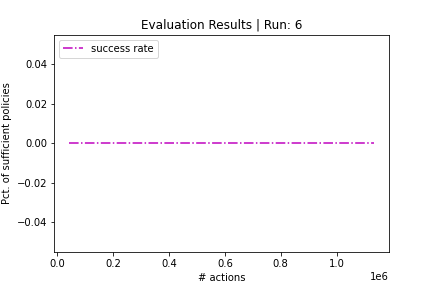 Evaluation Results | Run: 6
success rate
Pct. of sufficient policies
0.04
0.02
0.00
−0.02
−0.04
0.0 0.2 0.4 0.6 0.8 1.0
1e6
# actions